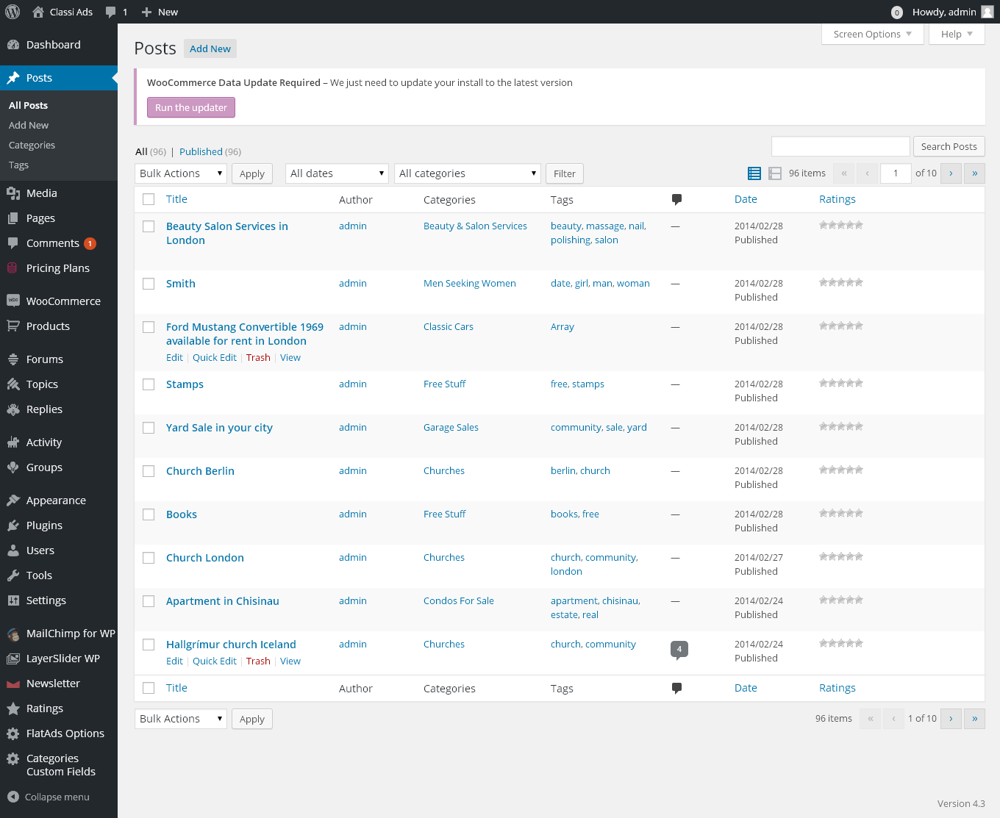 Classi Ads 1 New 0 Howdy, admin
Screen Options Help
Dashboard
Posts
All Posts
Add New
Categories
Tags
Media
Pages
Comments 1
Pricing Plans
WooCommerce
Products
Forums
Topics
Replies
Activity
Groups
Appearance
Plugins
Users
Tools
Settings
MailChimp for WP
LayerSlider WP
Newsletter
Ratings
FlatAds Options
Categories
Custom Fields
Collapse menu
Posts Add New
WooCommerce Data Update Required – We just need to update your install to the latest version
Run the updater
All (96) | Published (96)
Search Posts
Bulk Actions Apply All dates All categories Filter 96 items « ‹ 1 of 10 › »
Title Author Categories Tags Date Ratings
Beauty Salon Services in admin Beauty & Salon Services beauty, massage, nail, — 2014/02/28
London polishing, salon Published
Smith admin Men Seeking Women date, girl, man, woman — 2014/02/28
Published
Ford Mustang Convertible 1969 admin Classic Cars Array — 2014/02/28
available for rent in London Published
Edit | Quick Edit | Trash | View
Stamps admin Free Stuff free, stamps — 2014/02/28
Published
Yard Sale in your city admin Garage Sales community, sale, yard — 2014/02/28
Published
Church Berlin admin Churches berlin, church — 2014/02/28
Published
Books admin Free Stuff books, free — 2014/02/28
Published
Church London admin Churches church, community, — 2014/02/27
london Published
Apartment in Chisinau admin Condos For Sale apartment, chisinau, — 2014/02/24
estate, real Published
Hallgrímur church Iceland admin Churches church, community 4 2014/02/24
Edit | Quick Edit | Trash | View Published
Title Author Categories Tags Date Ratings
Bulk Actions Apply 96 items « ‹ 1 of 10 › »
Version 4.3